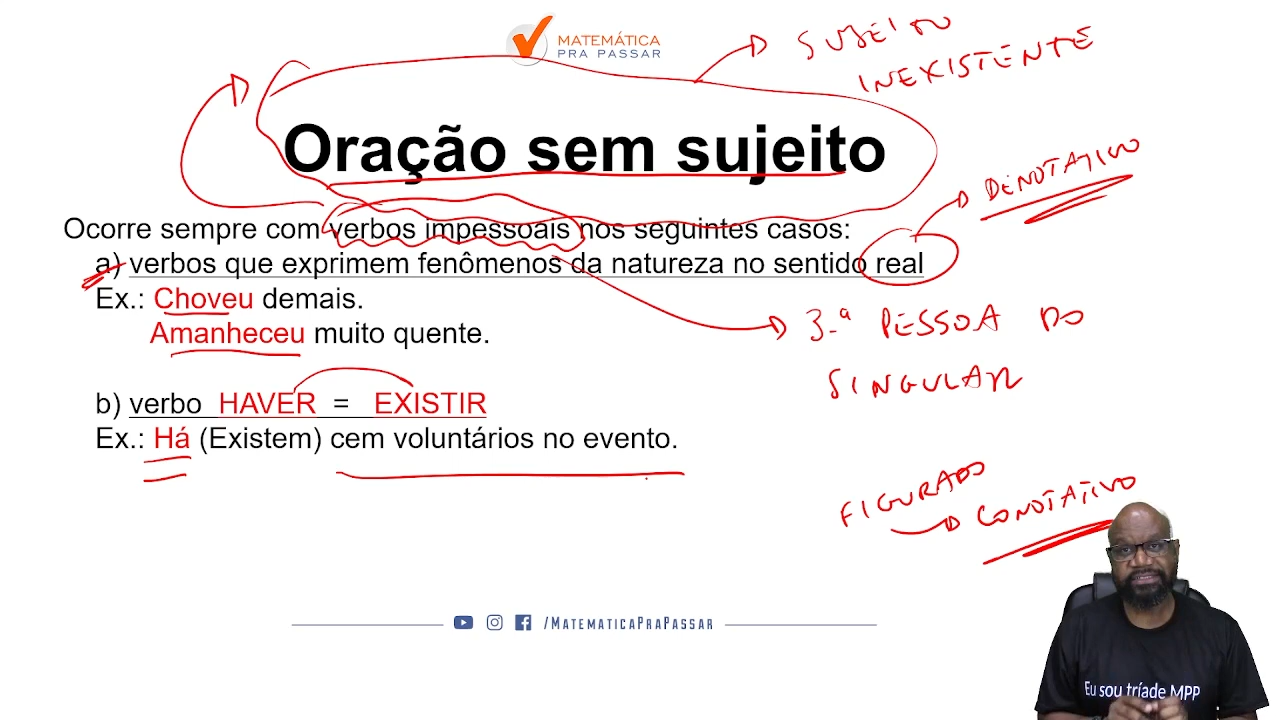 MATEMÁTICA
PRA PASSAR
SUJEITO
INEXISTENTE
Oração sem sujeito
DENOTATIVO
Ocorre sempre com verbos impessoais nos seguintes casos:
a) verbos que exprimem fenômenos da natureza no sentido real
Ex.: Choveu demais.
3.ª PESSOA DO
SINGULAR
Amanheceu muito quente.
b) verbo HAVER = EXISTIR
Ex.: Há (Existem) cem voluntários no evento.
FIGURADO
CONOTATIVO
/MATEMATICAPRAPASSAR
Eu sou tríade MPP